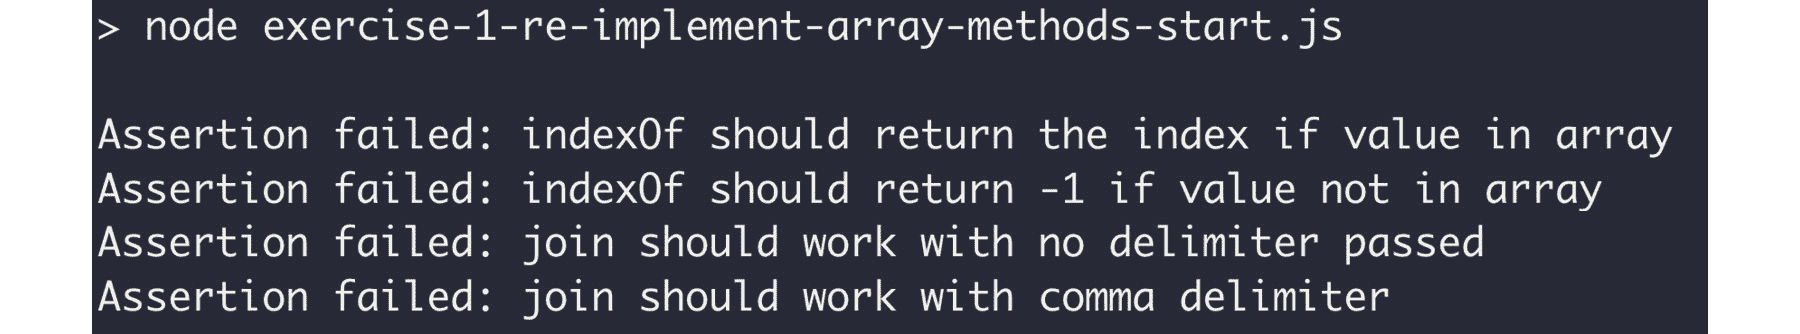 > node exercise-1-re-implement-array-methods-start.js
Assertion failed: indexOf should return the index if value in array
Assertion failed: indexOf should return -1 if value not in array
Assertion failed: join should work with no delimiter passed
Assertion failed: join should work with comma delimiter